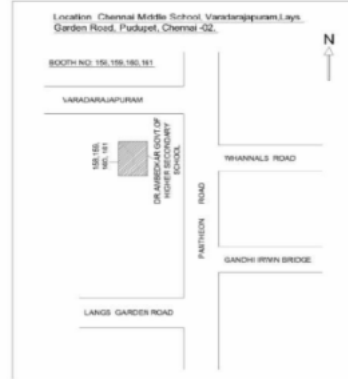 Location Chennai Middle School, Varadarajapuram,Lays
Garden Road, Pudupet, Chennai -02.
N
BOOTH NO: 158,159,160,161
VARADARAJAPURAM
158,159,
160, 161
DR.AMBEDKAR GOVT OF
HIGHER SECONDARY
SCHOOL
WHANNALS ROAD
PANTHEON ROAD
GANDHI IRWIN BRIDGE
LANGS GARDEN ROAD